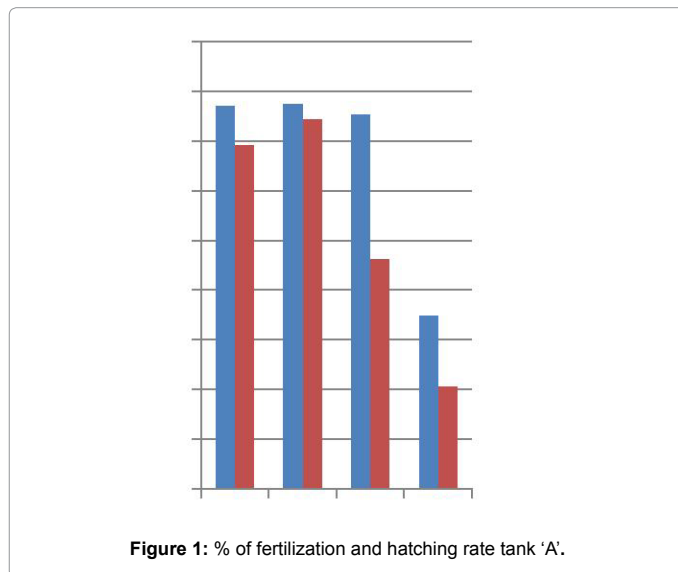 Figure 1: % of fertilization and hatching rate tank ‘A’.